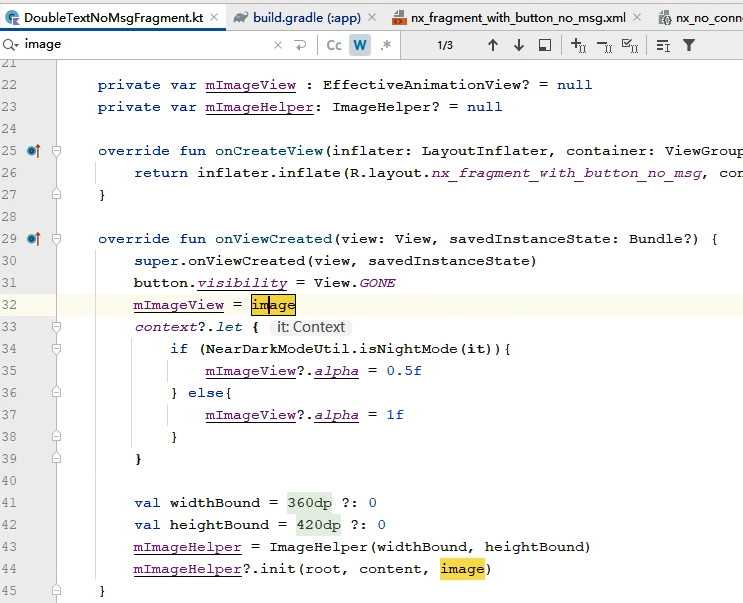 DoubleTextNoMsgFragment.kt × build.gradle (:app) × nx_fragment_with_button_no_msg.xml × nx_no_conn
image × Cc W .* 1/3
21
22 private var mImageView : EffectiveAnimationView? = null
23 private var mImageHelper: ImageHelper? = null
24
25 override fun onCreateView(inflater: LayoutInflater, container: ViewGroup
26 return inflater.inflate(R.layout.nx_fragment_with_button_no_msg, con
27 }
28
29 override fun onViewCreated(view: View, savedInstanceState: Bundle?) {
30 super.onViewCreated(view, savedInstanceState)
31 button.visibility = View.GONE
32 mImageView = image
33 context?.let { it: Context
34 if (NearDarkModeUtil.isNightMode(it)){
35 mImageView?.alpha = 0.5f
36 } else{
37 mImageView?.alpha = 1f
38 }
39 }
40
41 val widthBound = 360dp ?: 0
42 val heightBound = 420dp ?: 0
43 mImageHelper = ImageHelper(widthBound, heightBound)
44 mImageHelper?.init(root, content, image)
45 }